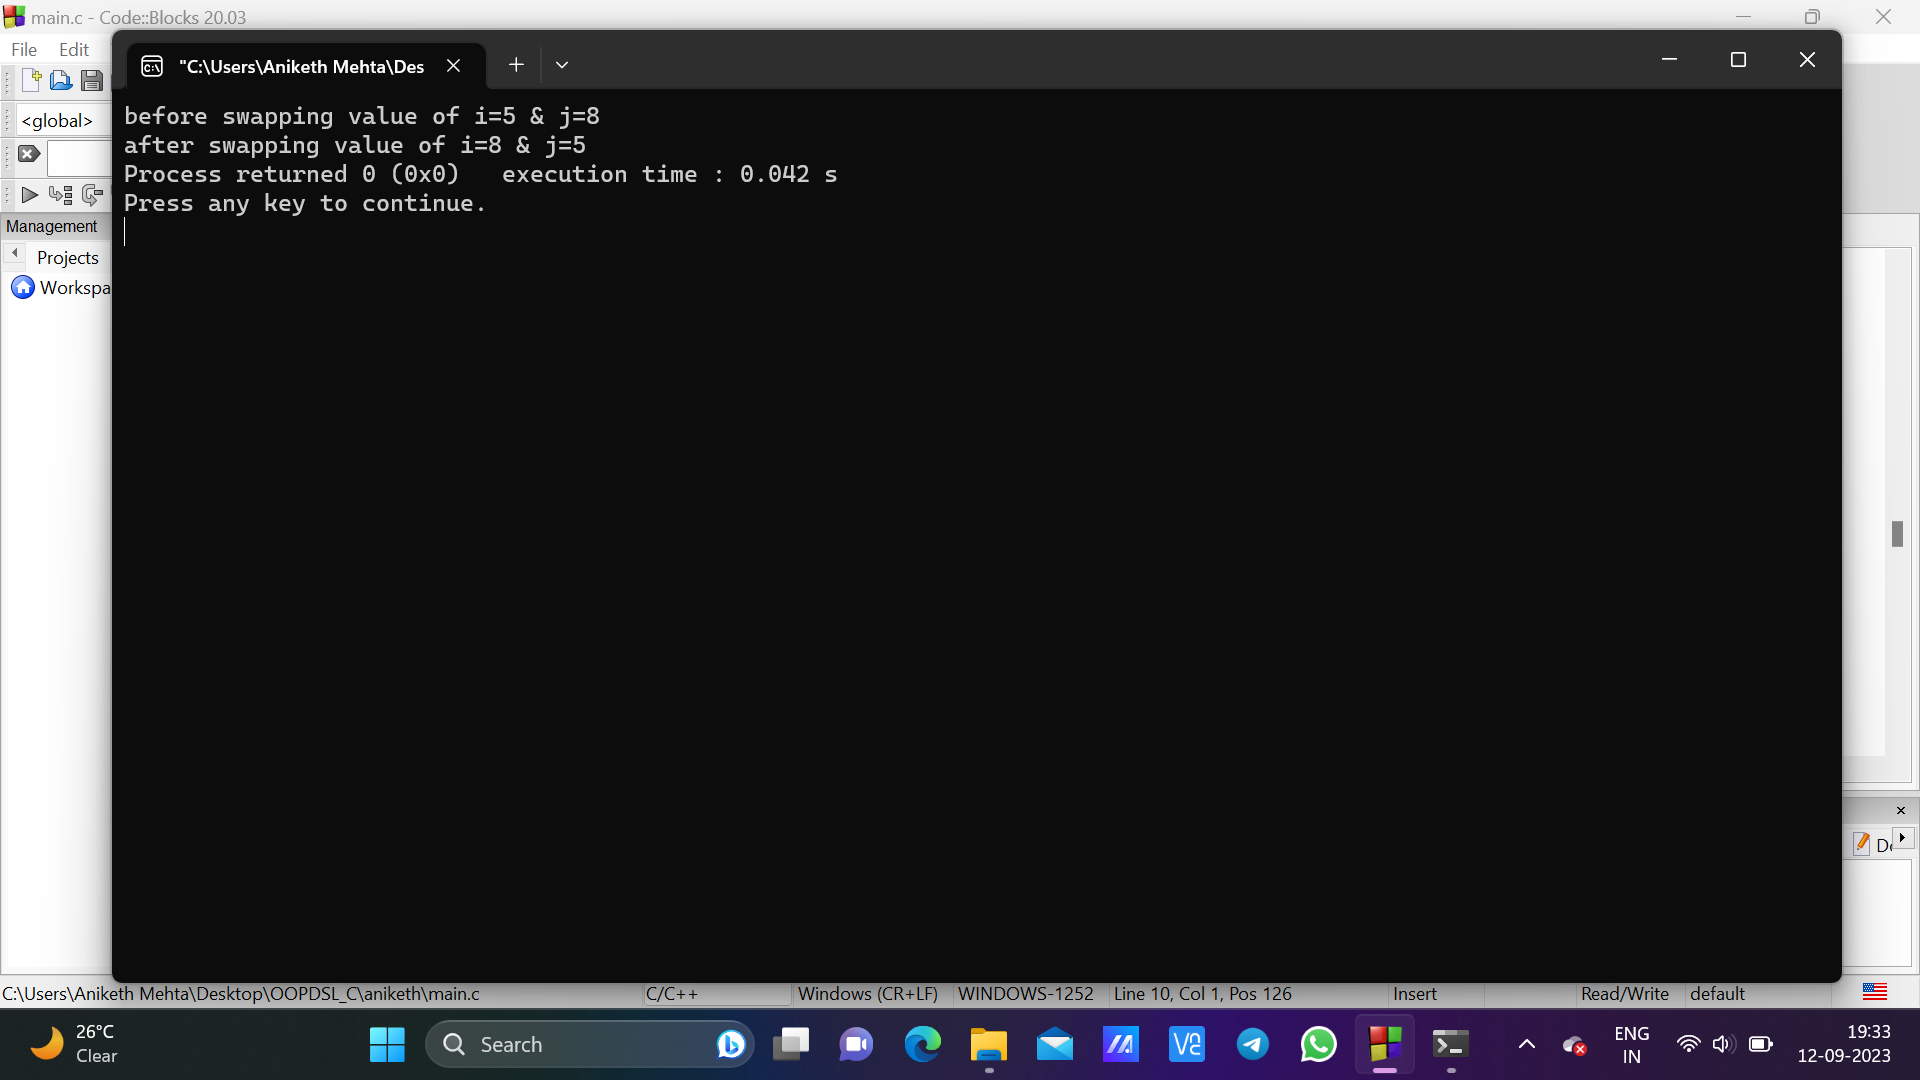 main.c - Code::Blocks 20.03
File Edit
"C:\Users\Aniketh Mehta\Des
<global>
before swapping value of i=5 & j=8
after swapping value of i=8 & j=5
Process returned 0 (0x0)   execution time : 0.042 s
Press any key to continue.
Management
Projects
Workspa
C:\Users\Aniketh Mehta\Desktop\OOPDSL_C\aniketh\main.c C/C++ Windows (CR+LF) WINDOWS-1252 Line 10, Col 1, Pos 126 Insert Read/Write default
26°C
Clear
Search
ENG
IN
19:33
12-09-2023